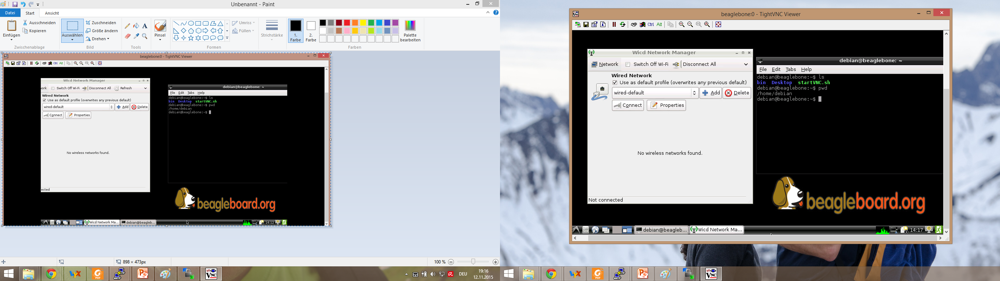 Unbenannt - Paint
Datei
Start
Ansicht
Einfügen
Ausschneiden
Kopieren
Zwischenablage
Auswählen
Zuschneiden
Größe ändern
Drehen
Bild
Tools
Pinsel
Formen
Umriss
Füllen
Strichstärke
1. Farbe
2. Farbe
Palette bearbeiten
Farben
beaglebone:0 - TightVNC Viewer
Ctrl Alt
Wicd Network Manager
ork
Switch Off Wi-Fi
Disconnect All
Refresh
Wired Network
Use as default profile (overwrites any previous default)
wired-default
Add
Delete
Connect
Properties
No wireless networks found.
ected
debian@beaglebone: ~
File Edit Tabs Help
debian@beaglebone:~$ ls
bin Desktop startVNC.sh
debian@beaglebone:~$ pwd
/home/debian
debian@beaglebone:~$
beagleboard.org
Wicd Network Ma...
debian@beagleb...
14:12
898 × 473px
100 %
PDF
VNC
DEU
19:16
12.11.2015
beaglebone:0 - TightVNC Viewer
Ctrl Alt
Wicd Network Manager
Network
Switch Off Wi-Fi
Disconnect All
Wired Network
Use as default profile (overwrites any previous default)
wired-default
Add
Delete
Connect
Properties
No wireless networks found.
Not connected
debian@beaglebone: ~
File Edit Tabs Help
debian@beaglebone:~$ ls
bin Desktop startVNC.sh
debian@beaglebone:~$ pwd
/home/debian
debian@beaglebone:~$
beagleboard.org
debian@beagleb...
Wicd Network Ma...
14:17
PDF
VNC